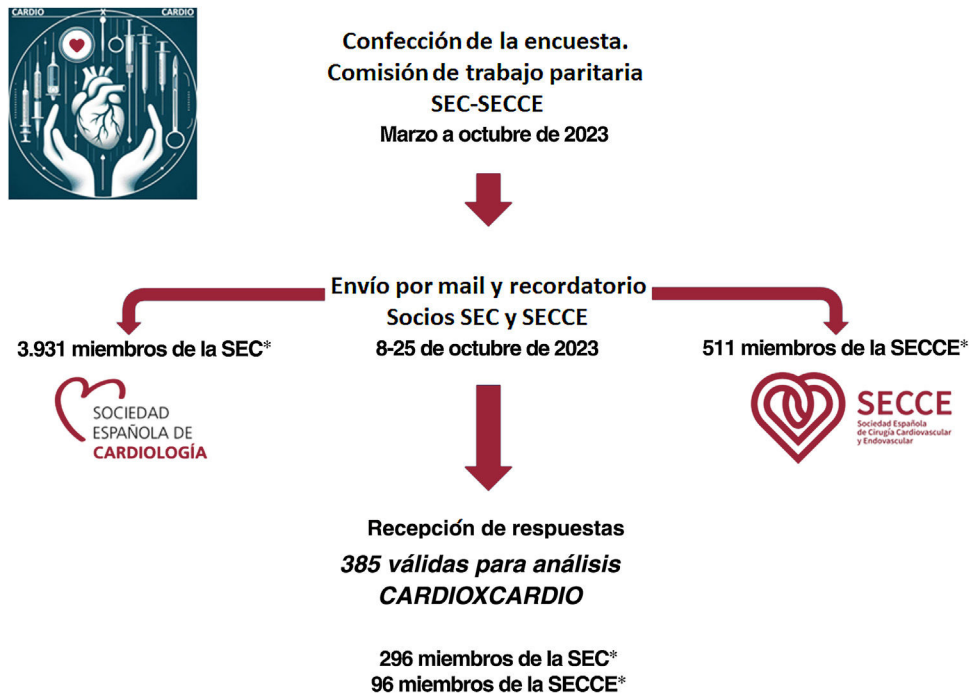 CARDIO X CARDIO
Confección de la encuesta.
Comisión de trabajo paritaria
SEC-SECCE
Marzo a octubre de 2023
Envío por mail y recordatorio
Socios SEC y SECCE
8-25 de octubre de 2023
3.931 miembros de la SEC*
SOCIEDAD
ESPAÑOLA DE
CARDIOLOGÍA
511 miembros de la SECCE*
SECCE
Sociedad Española
de Cirugía Cardiovascular
y Endovascular
Recepción de respuestas
385 válidas para análisis
CARDIOXCARDIO
296 miembros de la SEC*
96 miembros de la SECCE*